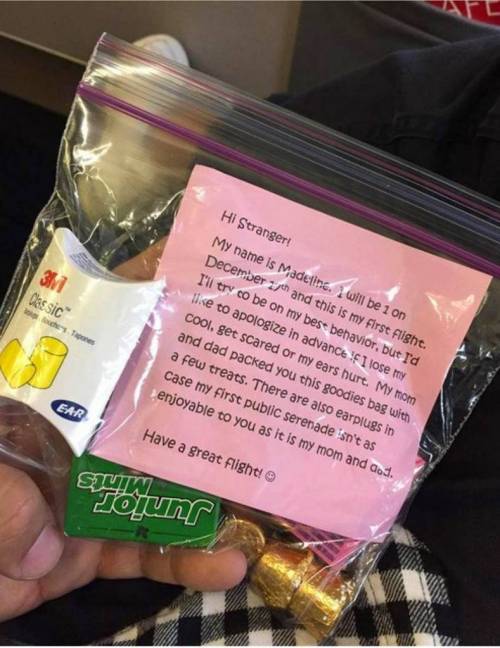 AFE
Hi Stranger!
My name is Madeline. I will be 1 on
December and this is my first flight.
I'll try to be on my best behavior, but I'd
like to apologize in advance if I lose my
cool, get scared or my ears hurt. My mom
and dad packed you this goodies bag with
a few treats. There are also earplugs in
case my first public serenade isn't as
enjoyable to you as it is my mom and dad.
Have a great flight! ☺
3M
Classic™
Tapones
E·A·R
Junior
Mints